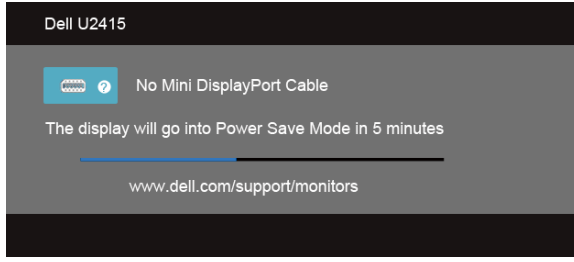 Dell U2415
No Mini DisplayPort Cable
The display will go into Power Save Mode in 5 minutes
www.dell.com/support/monitors